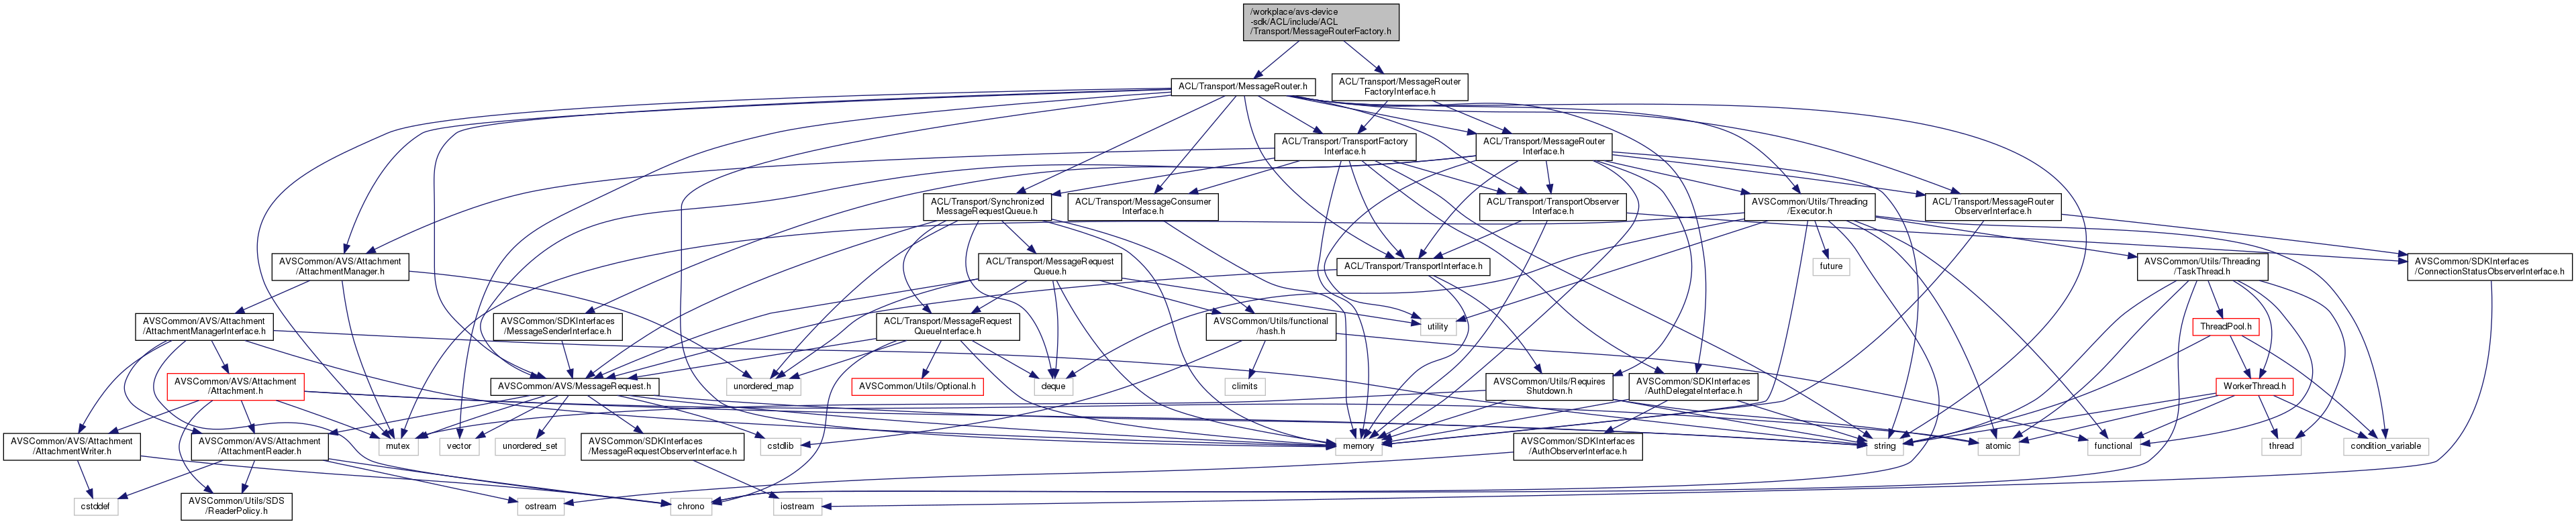 /workplace/avs-device
-sdk/ACL/include/ACL
/Transport/MessageRouterFactory.h
ACL/Transport/MessageRouter.h
ACL/Transport/MessageRouter
FactoryInterface.h
ACL/Transport/TransportFactory
Interface.h
ACL/Transport/MessageRouter
Interface.h
ACL/Transport/Synchronized
MessageRequestQueue.h
ACL/Transport/MessageConsumer
Interface.h
ACL/Transport/TransportObserver
Interface.h
AVSCommon/Utils/Threading
/Executor.h
ACL/Transport/MessageRouter
ObserverInterface.h
AVSCommon/AVS/Attachment
/AttachmentManager.h
ACL/Transport/MessageRequest
Queue.h
ACL/Transport/TransportInterface.h
future
AVSCommon/Utils/Threading
/TaskThread.h
AVSCommon/SDKInterfaces
/ConnectionStatusObserverInterface.h
AVSCommon/AVS/Attachment
/AttachmentManagerInterface.h
AVSCommon/SDKInterfaces
/MessageSenderInterface.h
ACL/Transport/MessageRequest
QueueInterface.h
AVSCommon/Utils/functional
/hash.h
utility
ThreadPool.h
AVSCommon/AVS/Attachment
/Attachment.h
AVSCommon/AVS/MessageRequest.h
unordered_map
AVSCommon/Utils/Optional.h
deque
climits
AVSCommon/Utils/Requires
Shutdown.h
AVSCommon/SDKInterfaces
/AuthDelegateInterface.h
WorkerThread.h
AVSCommon/AVS/Attachment
/AttachmentWriter.h
AVSCommon/AVS/Attachment
/AttachmentReader.h
mutex
vector
unordered_set
AVSCommon/SDKInterfaces
/MessageRequestObserverInterface.h
cstdlib
memory
AVSCommon/SDKInterfaces
/AuthObserverInterface.h
string
atomic
functional
thread
condition_variable
cstddef
AVSCommon/Utils/SDS
/ReaderPolicy.h
ostream
chrono
iostream